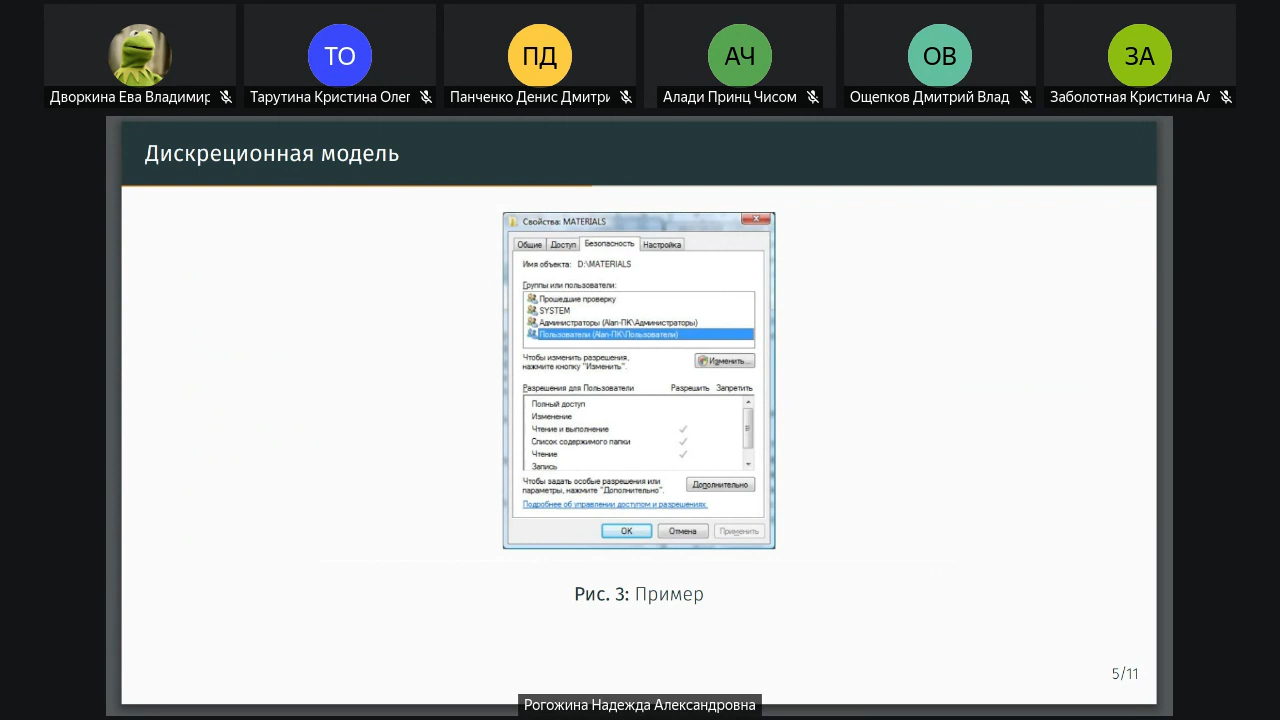 ТО
ПД
АЧ
ОВ
ЗА
Дворкина Ева Владимир
Тарутина Кристина Олег
Панченко Денис Дмитри
Алади Принц Чисом
Ощепков Дмитрий Влад
Заболотная Кристина Ал
Дискреционная модель
Свойства: MATERIALS
Общие Доступ Безопасность Настройка
Имя объекта: D:\MATERIALS
Группы или пользователи:
Прошедшие проверку
SYSTEM
Администраторы (Alan-ПК\Администраторы)
Пользователи (Alan-ПК\Пользователи)
Чтобы изменить разрешения,
нажмите кнопку "Изменить".
Изменить...
Разрешения для Пользователи Разрешить Запретить
Полный доступ
Изменение
Чтение и выполнение
Список содержимого папки
Чтение
Запись
Чтобы задать особые разрешения или
параметры, нажмите "Дополнительно".
Дополнительно
Подробнее об управлении доступом и разрешениях
ОК Отмена Применить
Рис. 3: Пример
5/11
Рогожина Надежда Александровна